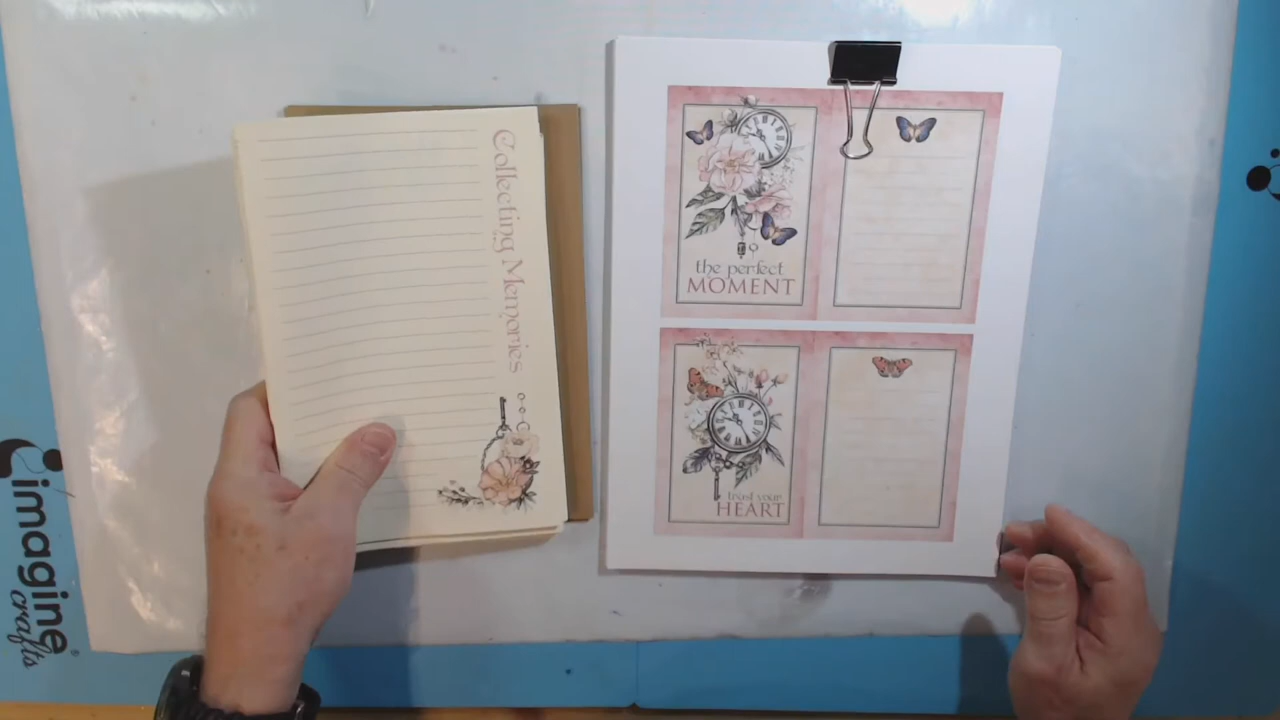 Collecting Memories
the perfect
MOMENT
trust your
HEART
imagine
crafts